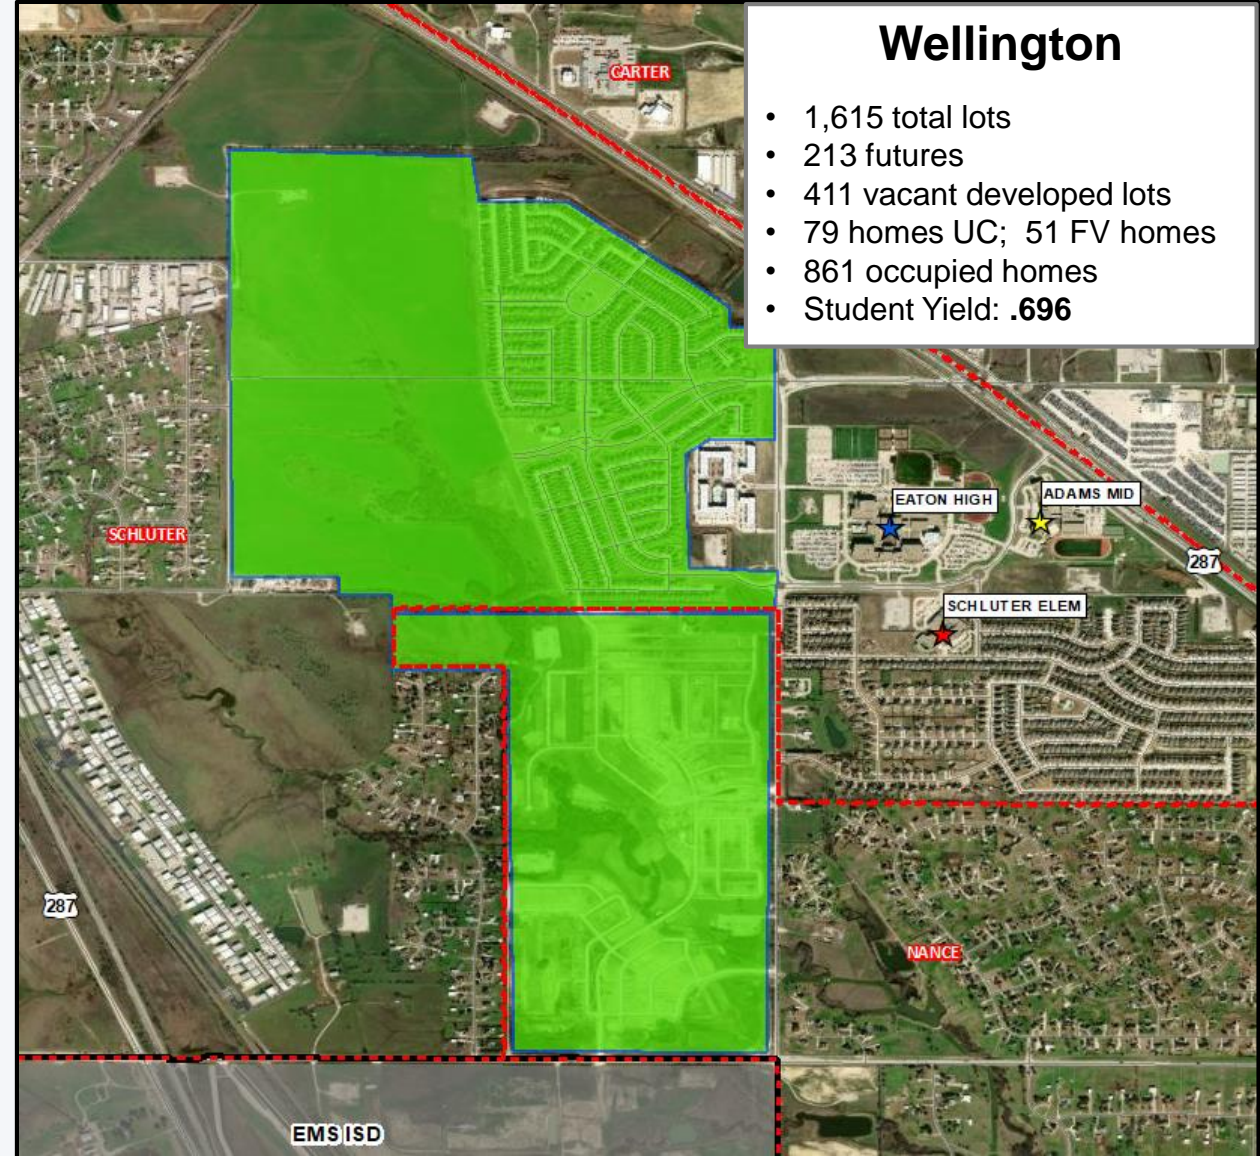 Wellington
• 1,615 total lots
• 213 futures
• 411 vacant developed lots
• 79 homes UC; 51 FV homes
• 861 occupied homes
• Student Yield: .696
CARTER
EATON HIGH
ADAMS MID
SCHLUTER
287
SCHLUTER ELEM
287
NANCE
EMS ISD